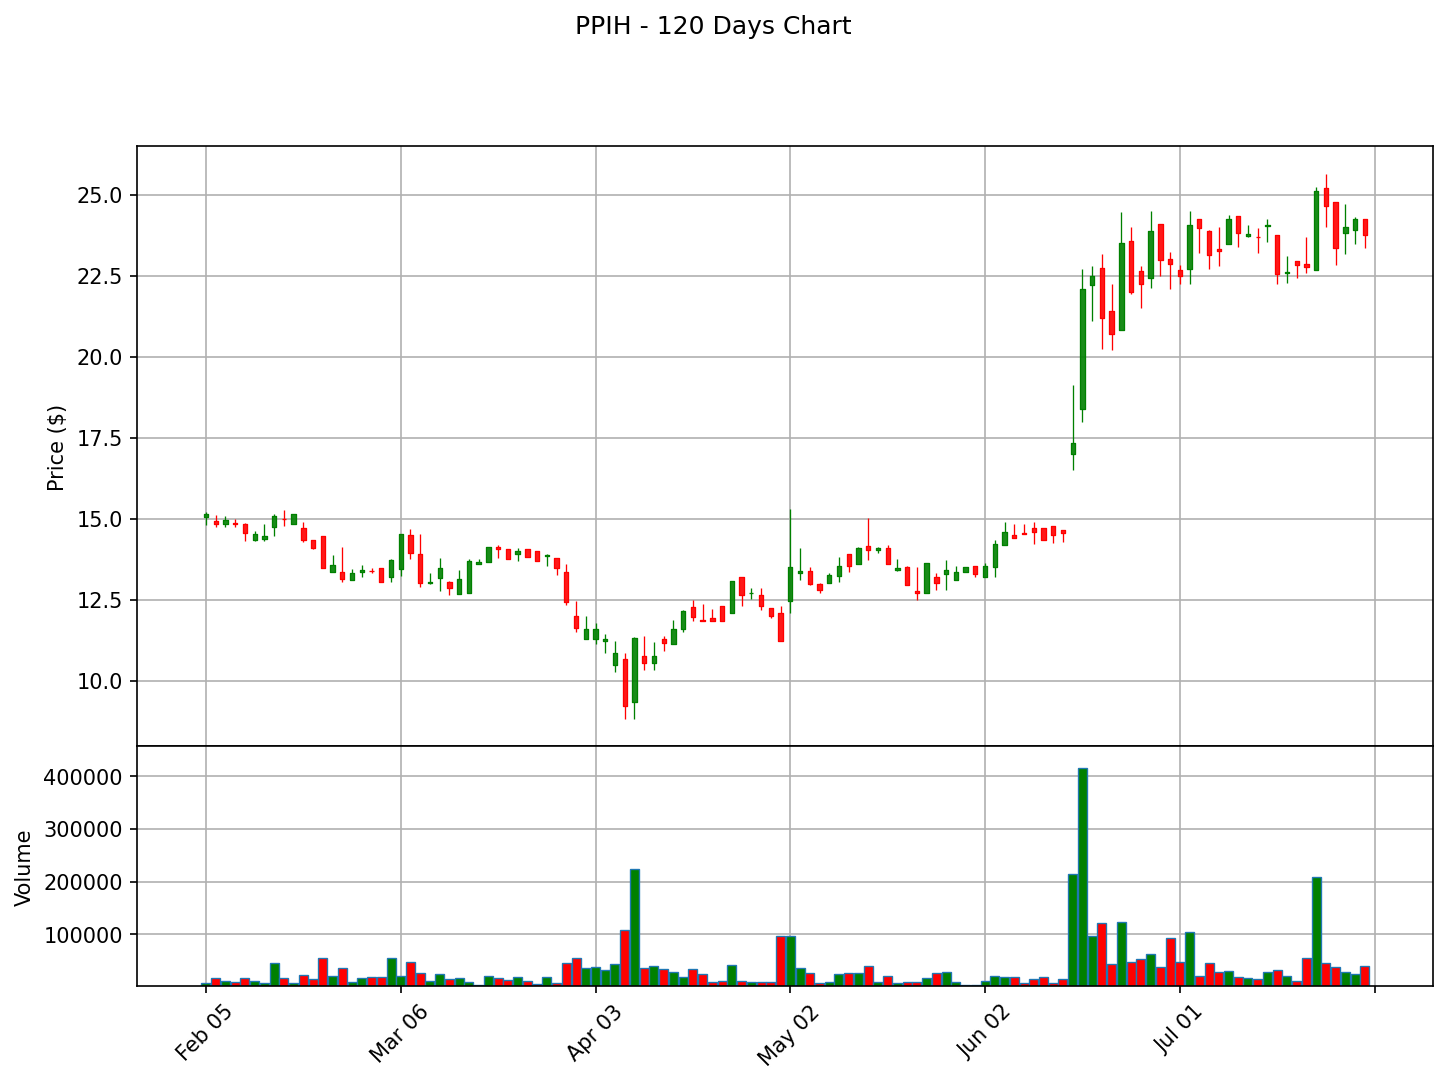 PPIH - 120 Days Chart
Price ($)
25.0
22.5
20.0
17.5
15.0
12.5
10.0
Volume
400000
300000
200000
100000
Feb 05
Mar 06
Apr 03
May 02
Jun 02
Jul 01